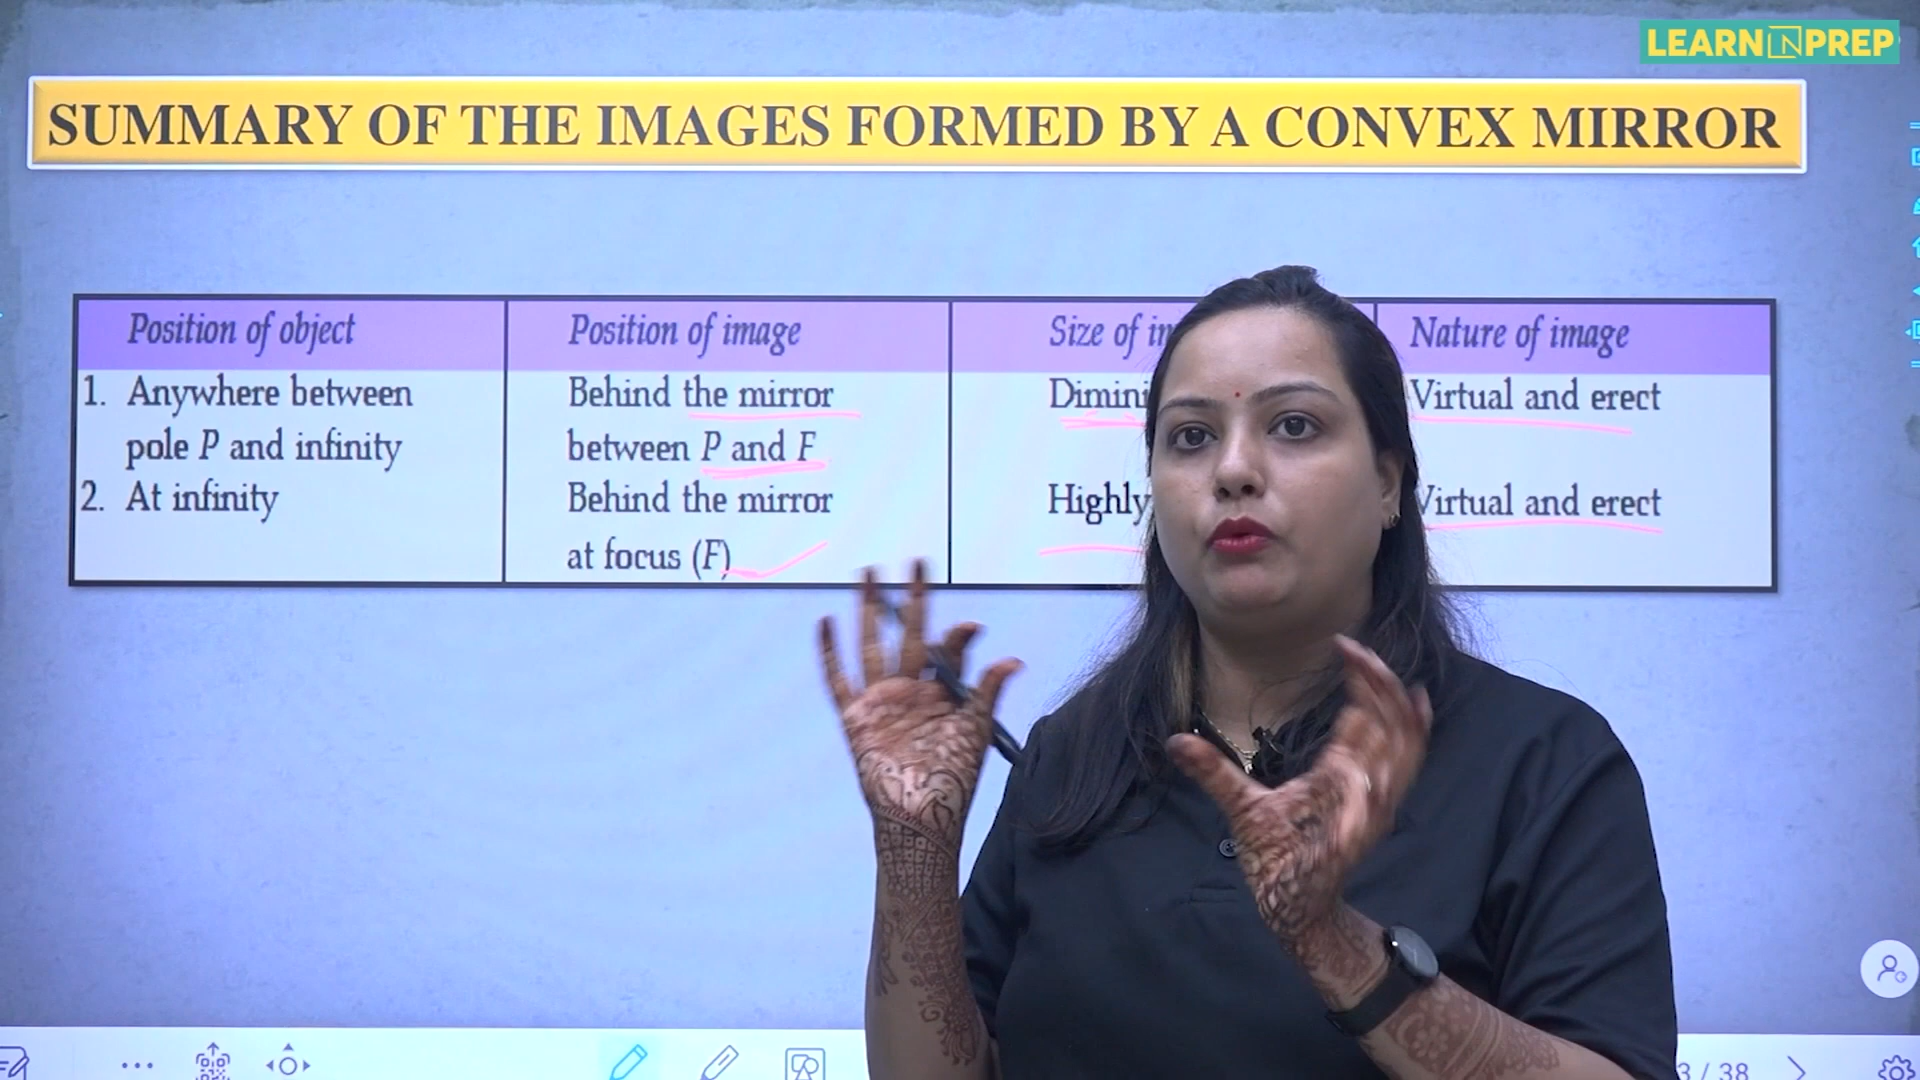 LEARN N PREP
SUMMARY OF THE IMAGES FORMED BY A CONVEX MIRROR
Position of object Position of image Size of Nature of image
1. Anywhere between Behind the mirror Virtual and erect
pole P and infinity between P and F
2. At infinity Behind the mirror Highly Virtual and erect
at focus (F)
/ 38